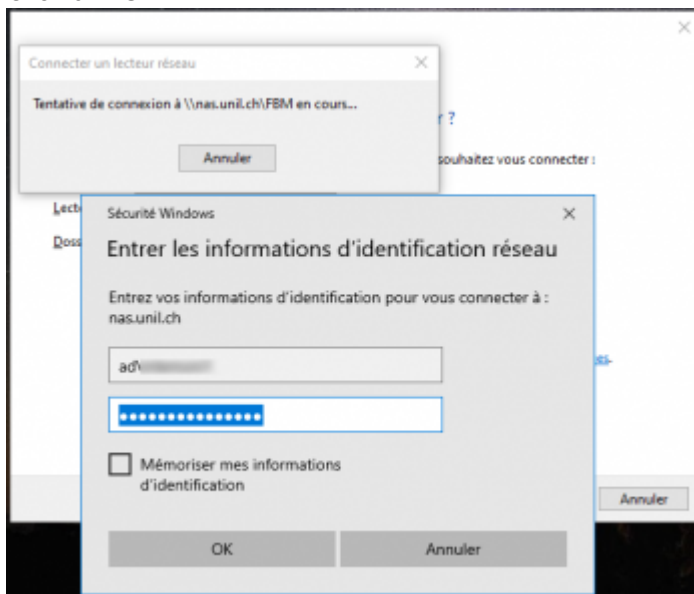 Connecter un lecteur réseau
Tentative de connexion à \\nas.unil.ch\FBM en cours...
r ?
Annuler
souhaitez vous connecter :
Lect
Doss
Sécurité Windows
Entrer les informations d'identification réseau
Entrez vos informations d'identification pour vous connecter à :
nas.unil.ch
ad\
Mémoriser mes informations
d'identification
Annuler
OK
Annuler